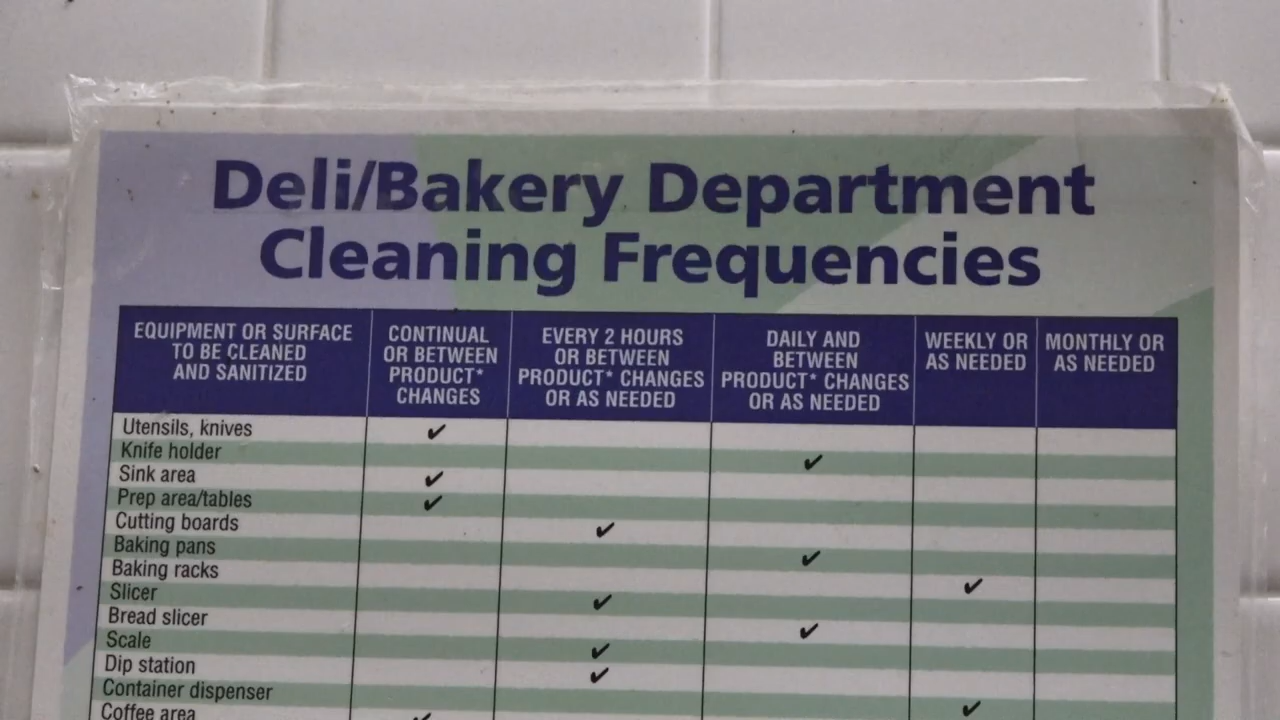 Deli/Bakery Department
Cleaning Frequencies
EQUIPMENT OR SURFACE
TO BE CLEANED
AND SANITIZED
CONTINUAL
OR BETWEEN
PRODUCT*
CHANGES
EVERY 2 HOURS
OR BETWEEN
PRODUCT* CHANGES
OR AS NEEDED
DAILY AND
BETWEEN
PRODUCT* CHANGES
OR AS NEEDED
WEEKLY OR
AS NEEDED
MONTHLY OR
AS NEEDED
Utensils, knives ✔
Knife holder ✔
Sink area ✔
Prep area/tables ✔
Cutting boards ✔
Baking pans ✔
Baking racks ✔
Slicer ✔
Bread slicer ✔
Scale ✔
Dip station ✔
Container dispenser ✔
Coffee area ✔